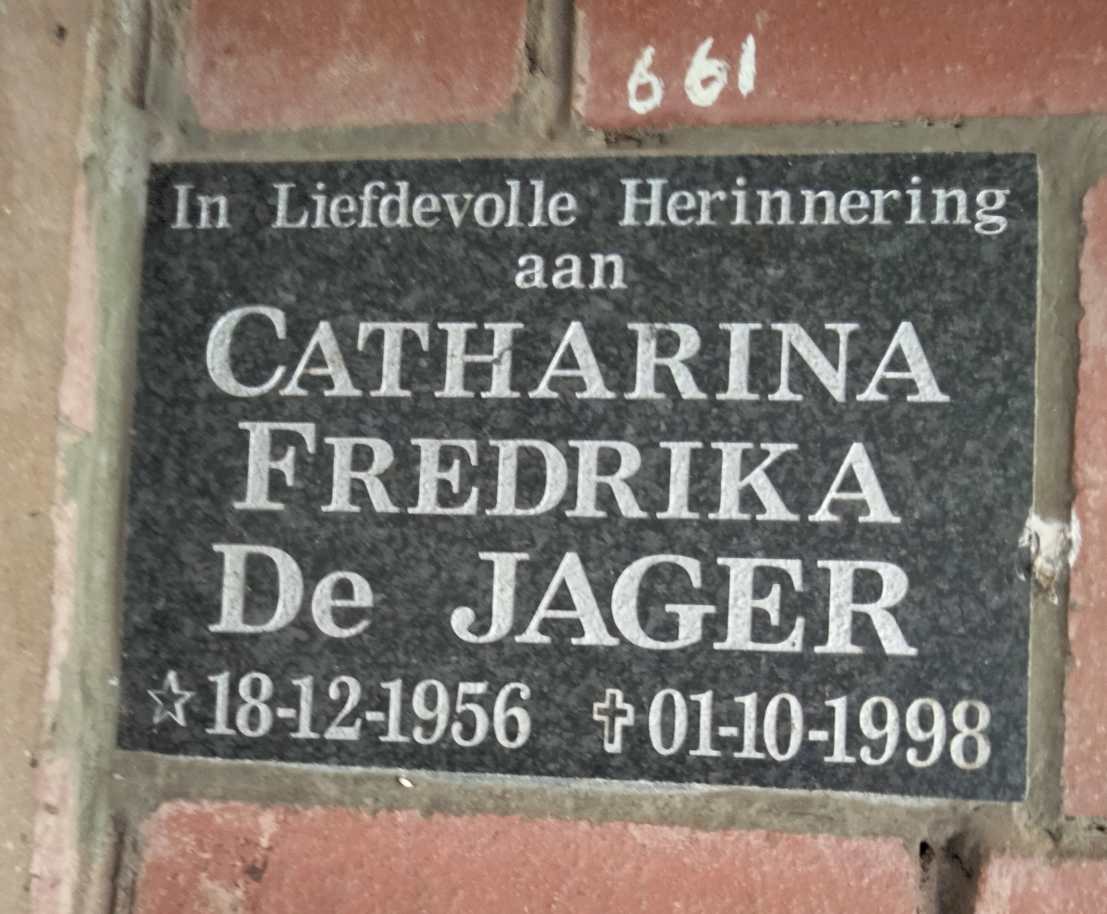 661
In Liefdevolle Herinnering
aan
CATHARINA
FREDRIKA
De JAGER
☆18-12-1956 ✝01-10-1998